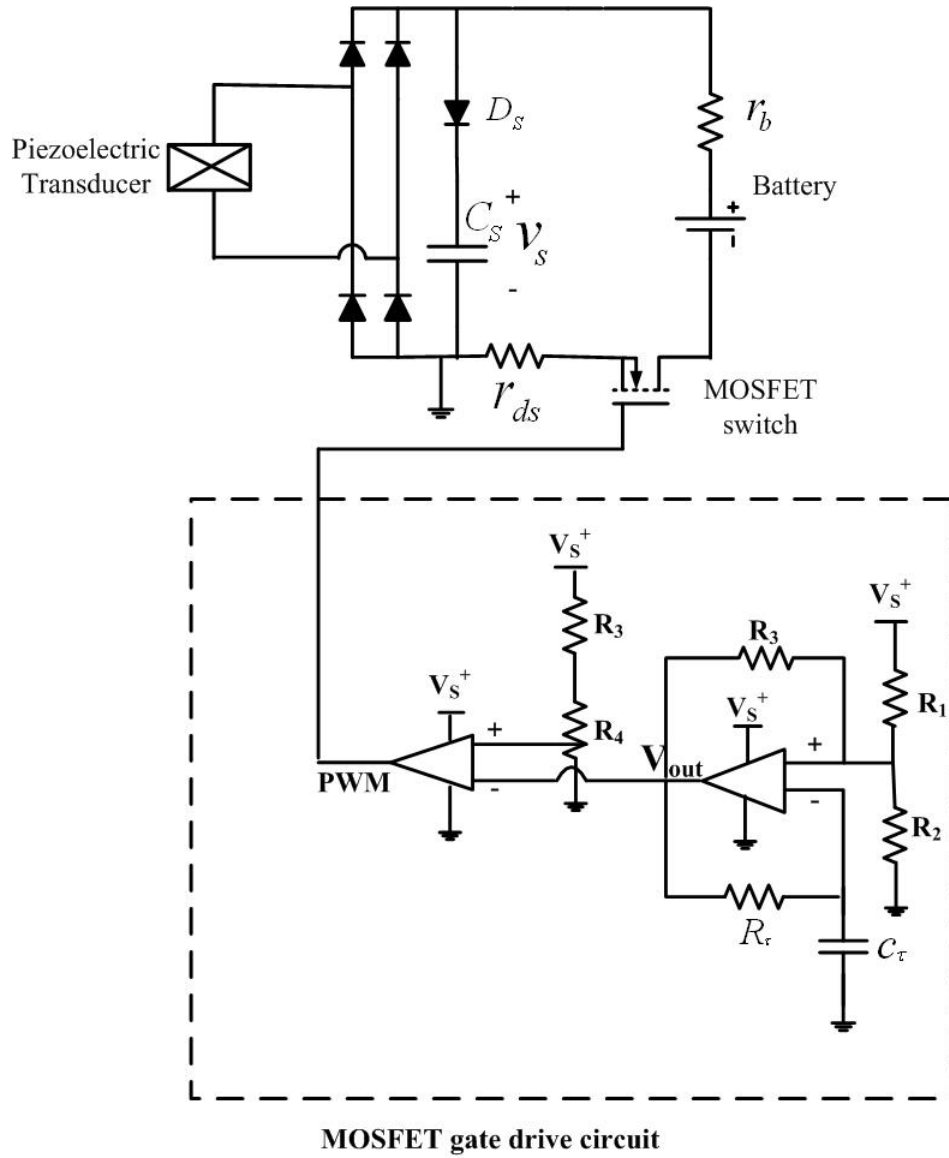 Piezoelectric
Transducer
D_s
C_s
+
v_s
-
r_b
Battery
+
-
r_ds
MOSFET
switch
V_S^+
R_3
R_4
V_S^+
PWM
+
-
V_out
V_S^+
R_3
V_S^+
R_1
R_2
+
-
R_τ
C_τ
MOSFET gate drive circuit